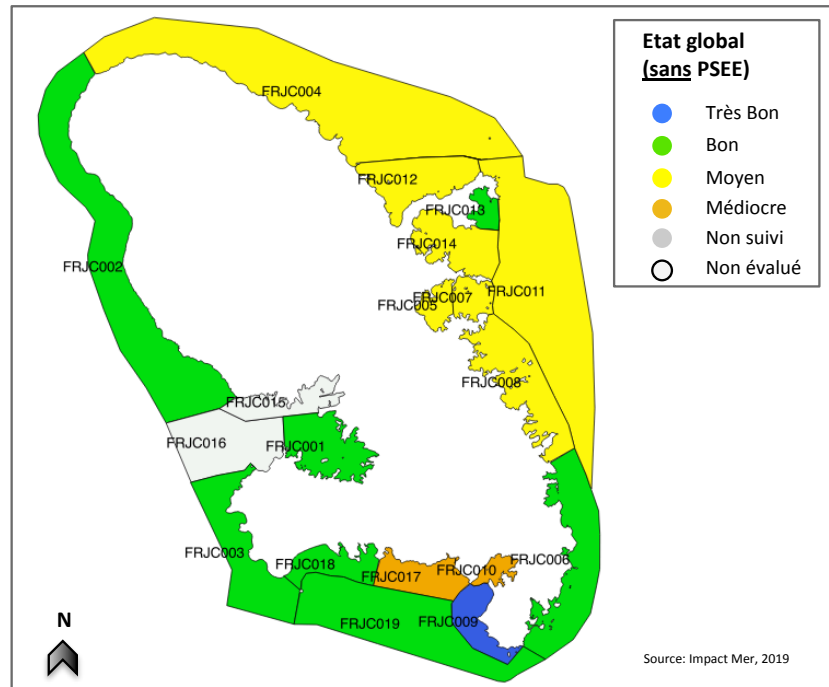 Etat global
(sans PSEE)
Très Bon
Bon
Moyen
Médiocre
Non suivi
Non évalué
FRJC004
FRJC012
FRJC013
FRJC014
FRJC002
FRJC007
FRJC011
FRJC005
FRJC008
FRJC015
FRJC016
FRJC001
FRJC003
FRJC018
FRJC017
FRJC010
FRJC006
FRJC019
FRJC009
N
Source: Impact Mer, 2019